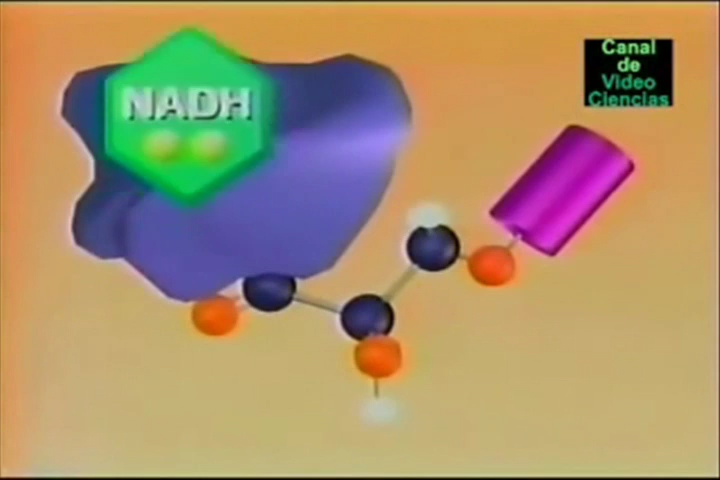 NADH
Canal
de
Video
Ciencias